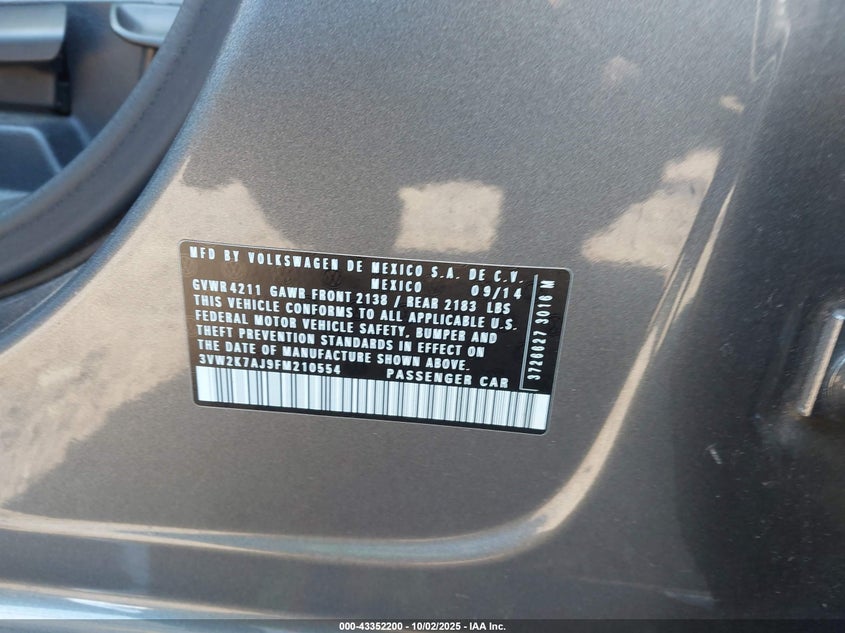 MFD BY VOLKSWAGEN DE MEXICO S.A. DE C.V.
MEXICO 09/14
GVWR 4211 GAWR FRONT 2138 / REAR 2183 LBS
THIS VEHICLE CONFORMS TO ALL APPLICABLE U.S.
FEDERAL MOTOR VEHICLE SAFETY, BUMPER AND
THEFT PREVENTION STANDARDS IN EFFECT ON
THE DATE OF MANUFACTURE SHOWN ABOVE.
3VW2K7AJ9FM210554 PASSENGER CAR
3726627 3016 M
000-43352200 - 10/02/2025 - IAA Inc.